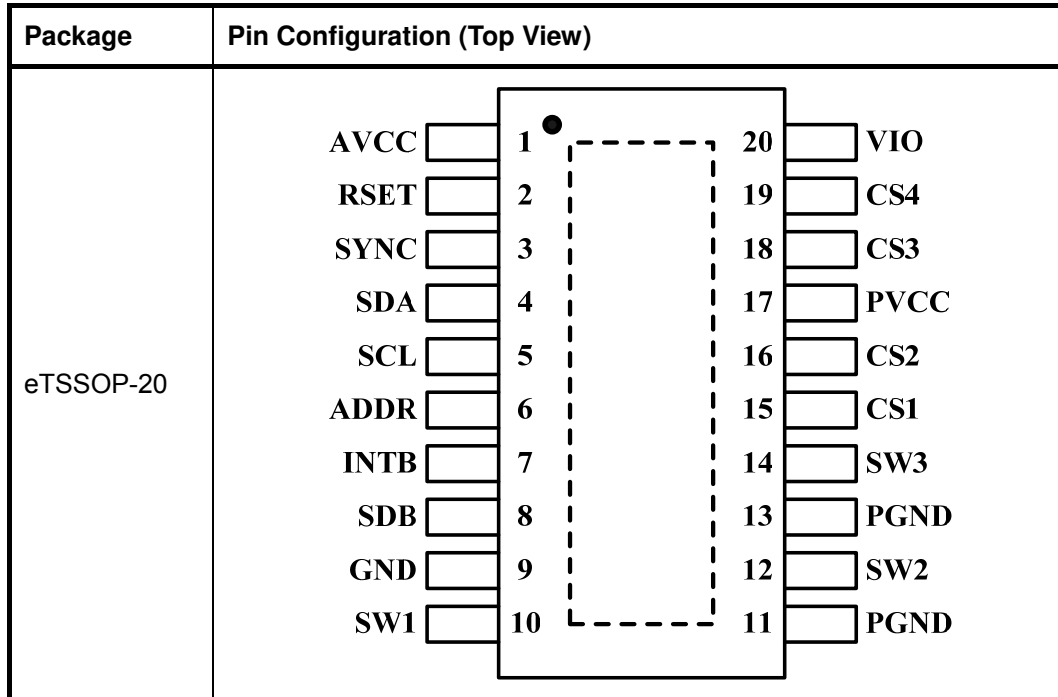 Package Pin Configuration (Top View)
eTSSOP-20
AVCC 1 20 VIO
RSET 2 19 CS4
SYNC 3 18 CS3
SDA 4 17 PVCC
SCL 5 16 CS2
ADDR 6 15 CS1
INTB 7 14 SW3
SDB 8 13 PGND
GND 9 12 SW2
SW1 10 11 PGND